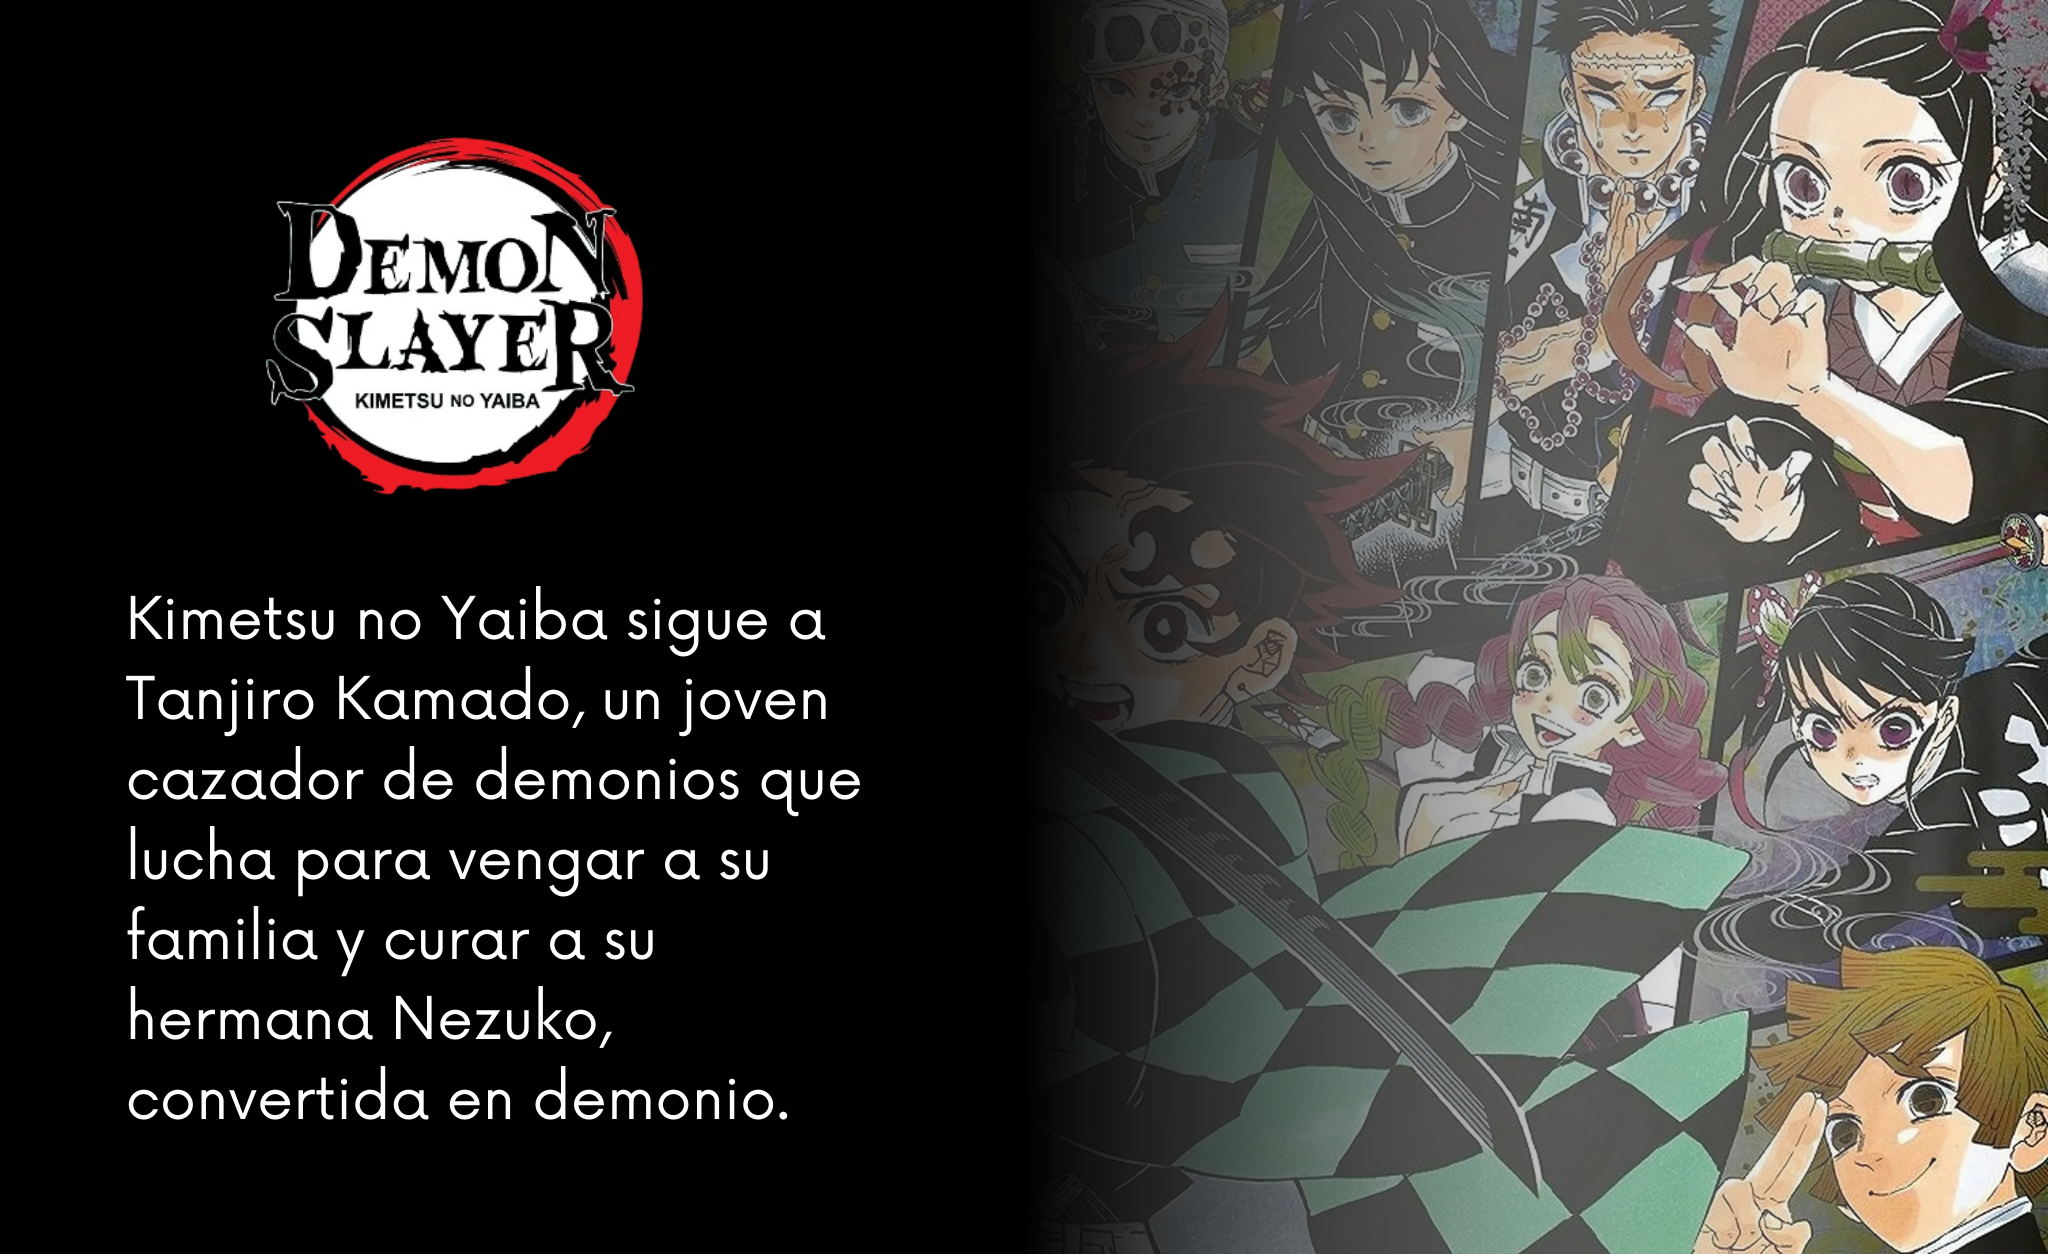 DEMON
SLAYER
KIMETSU NO YAIBA
Kimetsu no Yaiba sigue a
Tanjiro Kamado, un joven
cazador de demonios que
lucha para vengar a su
familia y curar a su
hermana Nezuko,
convertida en demonio.
南